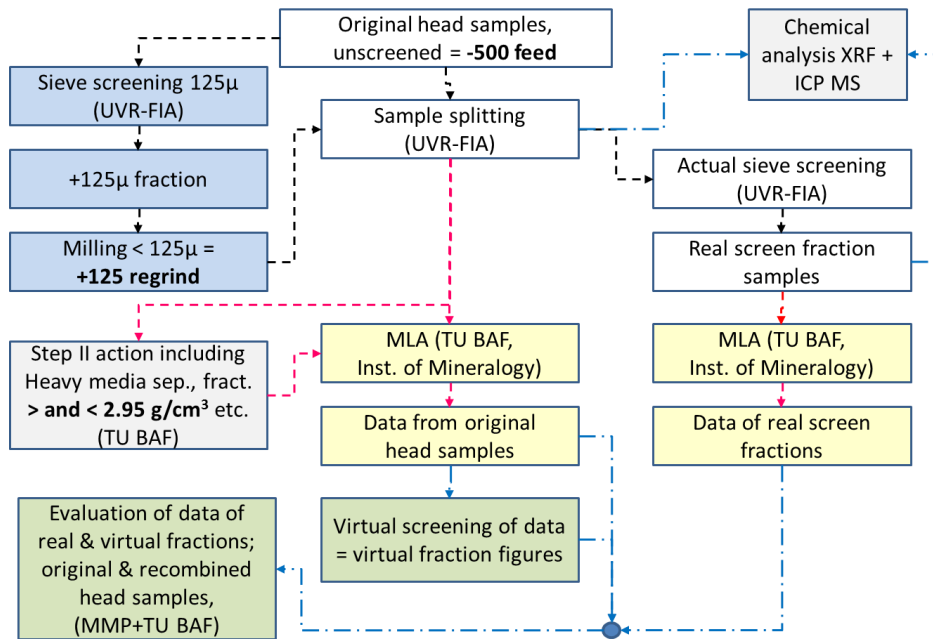 Original head samples,
unscreened = -500 feed
Chemical
analysis XRF +
ICP MS
Sieve screening 125µ
(UVR-FIA)
Sample splitting
(UVR-FIA)
+125µ fraction
Actual sieve screening
(UVR-FIA)
Milling < 125µ =
+125 regrind
Real screen fraction
samples
Step II action including
Heavy media sep., fract.
> and < 2.95 g/cm³ etc.
(TU BAF)
MLA (TU BAF,
Inst. of Mineralogy)
MLA (TU BAF,
Inst. of Mineralogy)
Data from original
head samples
Data of real screen
fractions
Evaluation of data of
real & virtual fractions;
original & recombined
head samples,
(MMP+TU BAF)
Virtual screening of data
= virtual fraction figures